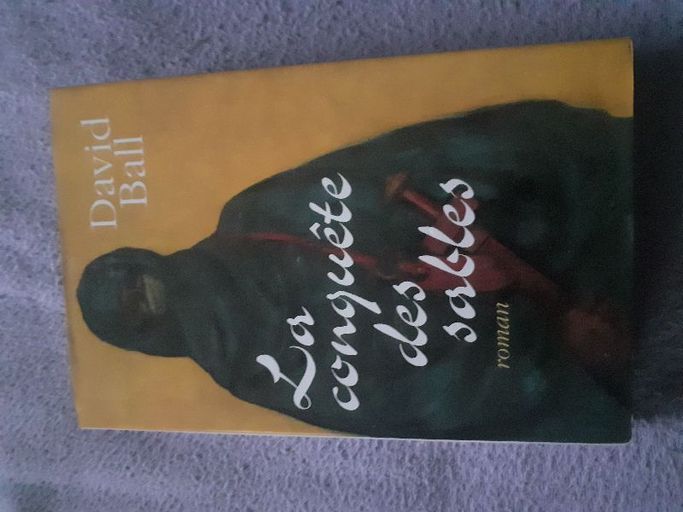 David
Ball
La
conquête
des
sables
roman